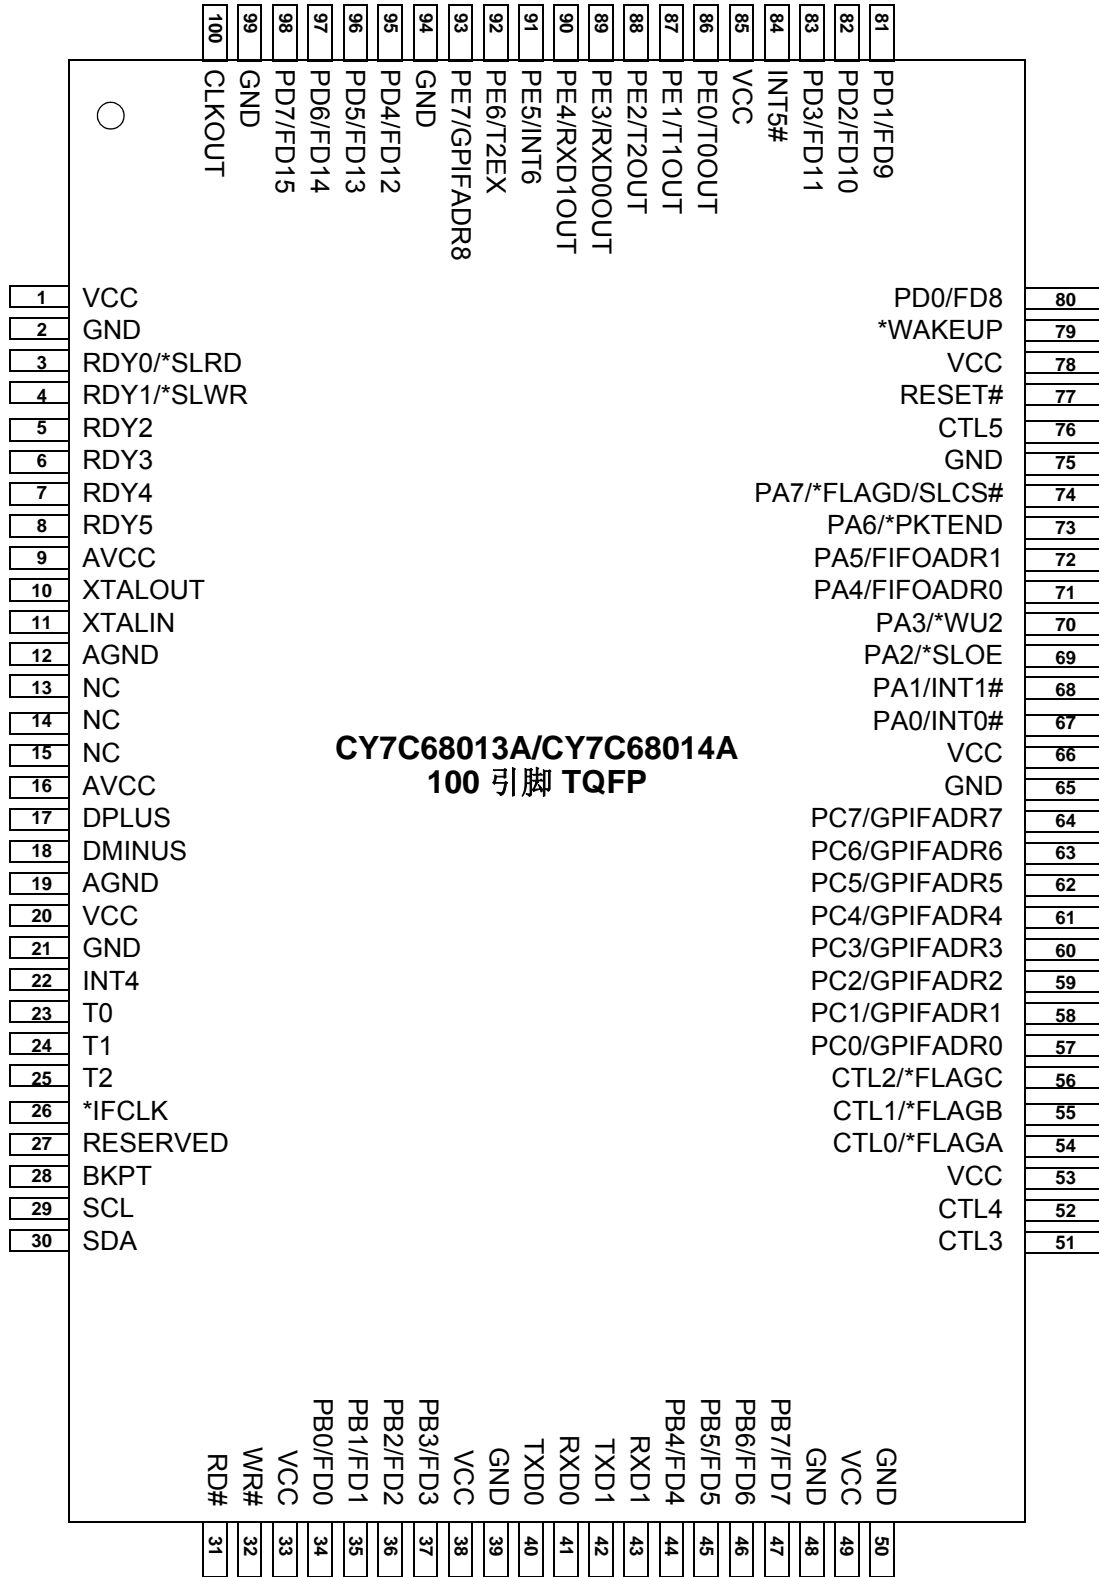 100 99 98 97 96 95 94 93 92 91 90 89 88 87 86 85 84 83 82 81
CLKOUT
GND
PD7/FD15
PD6/FD14
PD5/FD13
PD4/FD12
GND
PE7/GPIFADR8
PE6/T2EX
PE5/INT6
PE4/RXD1OUT
PE3/RXD0OUT
PE2/T2OUT
PE1/T1OUT
PE0/T0OUT
VCC
INT5#
PD3/FD11
PD2/FD10
PD1/FD9
1 VCC
2 GND
3 RDY0/*SLRD
4 RDY1/*SLWR
5 RDY2
6 RDY3
7 RDY4
8 RDY5
9 AVCC
10 XTALOUT
11 XTALIN
12 AGND
13 NC
14 NC
15 NC
16 AVCC
17 DPLUS
18 DMINUS
19 AGND
20 VCC
21 GND
22 INT4
23 T0
24 T1
25 T2
26 *IFCLK
27 RESERVED
28 BKPT
29 SCL
30 SDA
CY7C68013A/CY7C68014A
100 引脚 TQFP
PD0/FD8 80
*WAKEUP 79
VCC 78
RESET# 77
CTL5 76
GND 75
PA7/*FLAGD/SLCS# 74
PA6/*PKTEND 73
PA5/FIFOADR1 72
PA4/FIFOADR0 71
PA3/*WU2 70
PA2/*SLOE 69
PA1/INT1# 68
PA0/INT0# 67
VCC 66
GND 65
PC7/GPIFADR7 64
PC6/GPIFADR6 63
PC5/GPIFADR5 62
PC4/GPIFADR4 61
PC3/GPIFADR3 60
PC2/GPIFADR2 59
PC1/GPIFADR1 58
PC0/GPIFADR0 57
CTL2/*FLAGC 56
CTL1/*FLAGB 55
CTL0/*FLAGA 54
VCC 53
CTL4 52
CTL3 51
RD#
WR#
VCC
PB0/FD0
PB1/FD1
PB2/FD2
PB3/FD3
VCC
GND
TXD0
RXD0
TXD1
RXD1
PB4/FD4
PB5/FD5
PB6/FD6
PB7/FD7
GND
VCC
GND
31 32 33 34 35 36 37 38 39 40 41 42 43 44 45 46 47 48 49 50